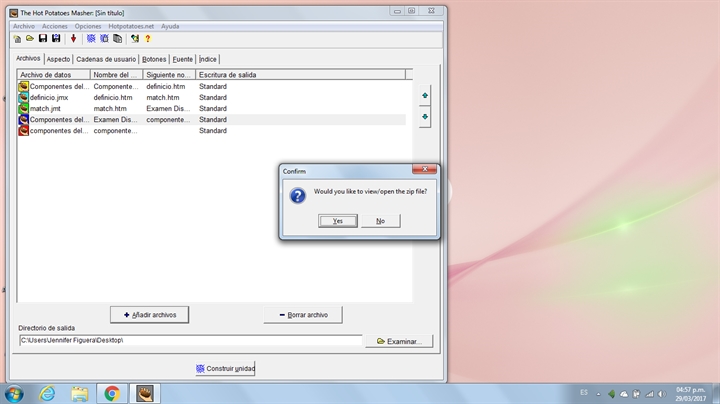 The Hot Potatoes Masher: [Sin título]
Archivo Acciones Opciones Hotpotatoes.net Ayuda
Archivos Aspecto Cadenas de usuario Botones Fuente Índice
Archivo de datos Nombre del ... Siguiente no... Escritura de salida
Componentes del... Componente... definicio.htm Standard
definicio.jmx definicio.htm match.htm Standard
match.jmt match.htm Examen Dis... Standard
Componentes del... Examen Dis... componente... Standard
componentes del... componente... Standard
Confirm
Would you like to view/open the zip file?
Yes No
Añadir archivos Borrar archivo
Directorio de salida
C:\Users\Jennifer Figuera\Desktop\ Examinar...
Construir unidad
ES 04:57 p.m.
29/03/2017